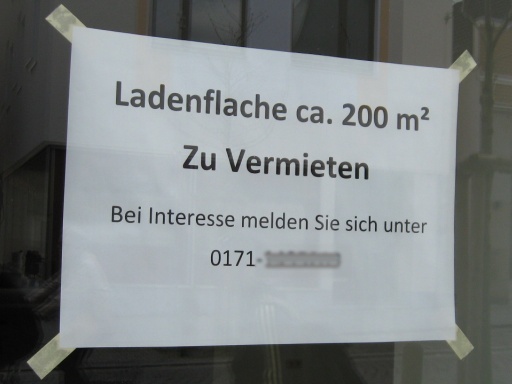 Ladenflache ca. 200 m²
Zu Vermieten
Bei Interesse melden Sie sich unter
0171-